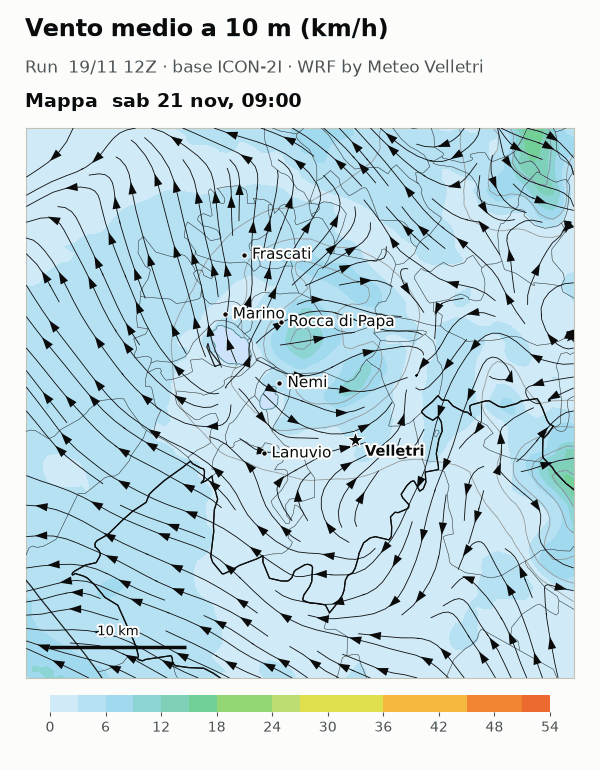 Vento medio a 10 m (km/h)
Run 19/11 12Z · base ICON-2I · WRF by Meteo Velletri
Mappa sab 21 nov, 09:00
Frascati
Marino
Rocca di Papa
Nemi
Velletri
Lanuvio
10 km
0 6 12 18 24 30 36 42 48 54